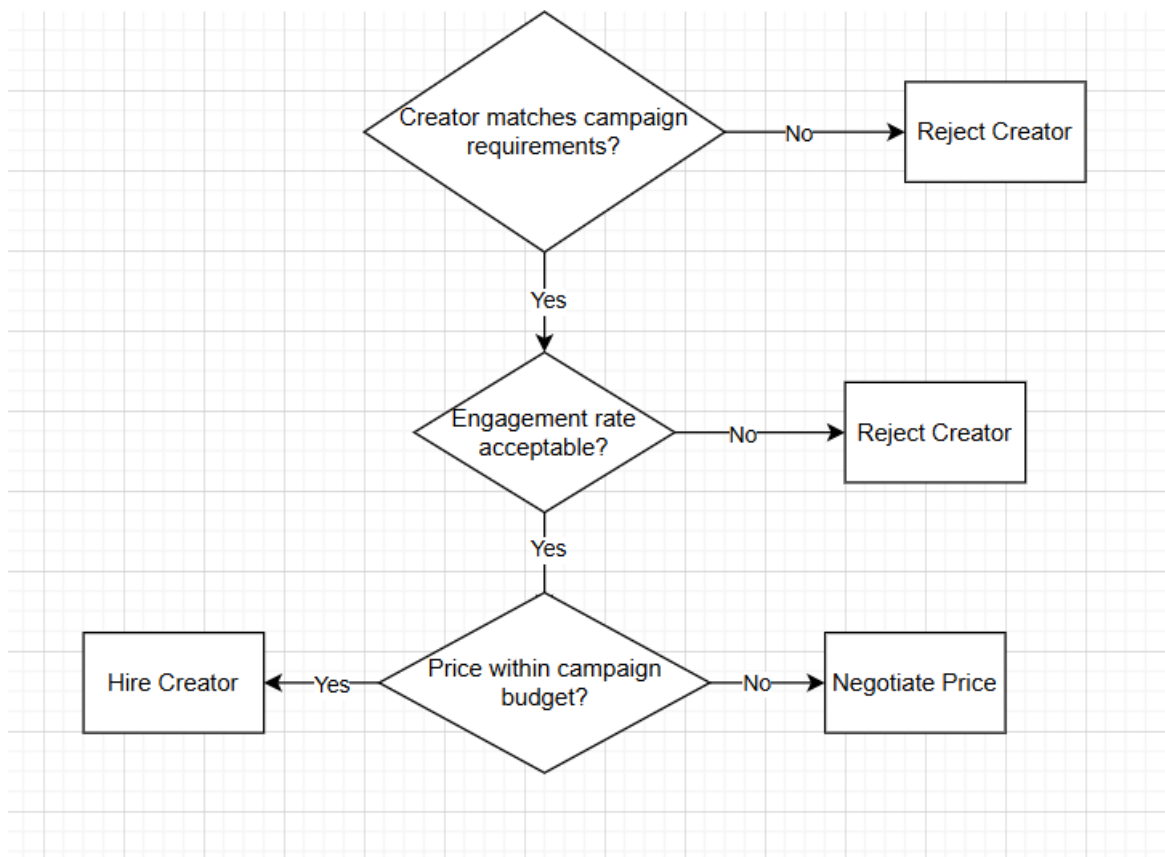 Creator matches campaign
requirements?
No
Reject Creator
Yes
Engagement rate
acceptable?
No
Reject Creator
Yes
Hire Creator
Yes
Price within campaign
budget?
No
Negotiate Price